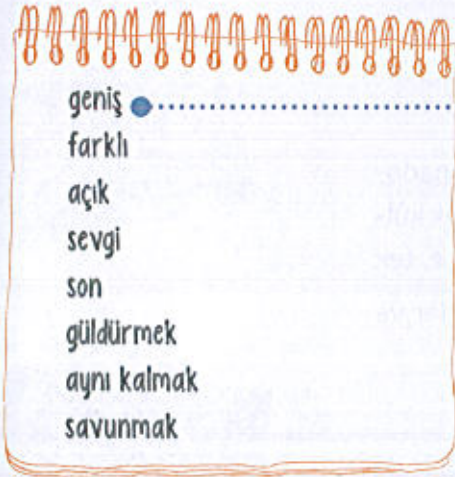 geniş
farklı
açık
sevgi
son
güldürmek
aynı kalmak
savunmak